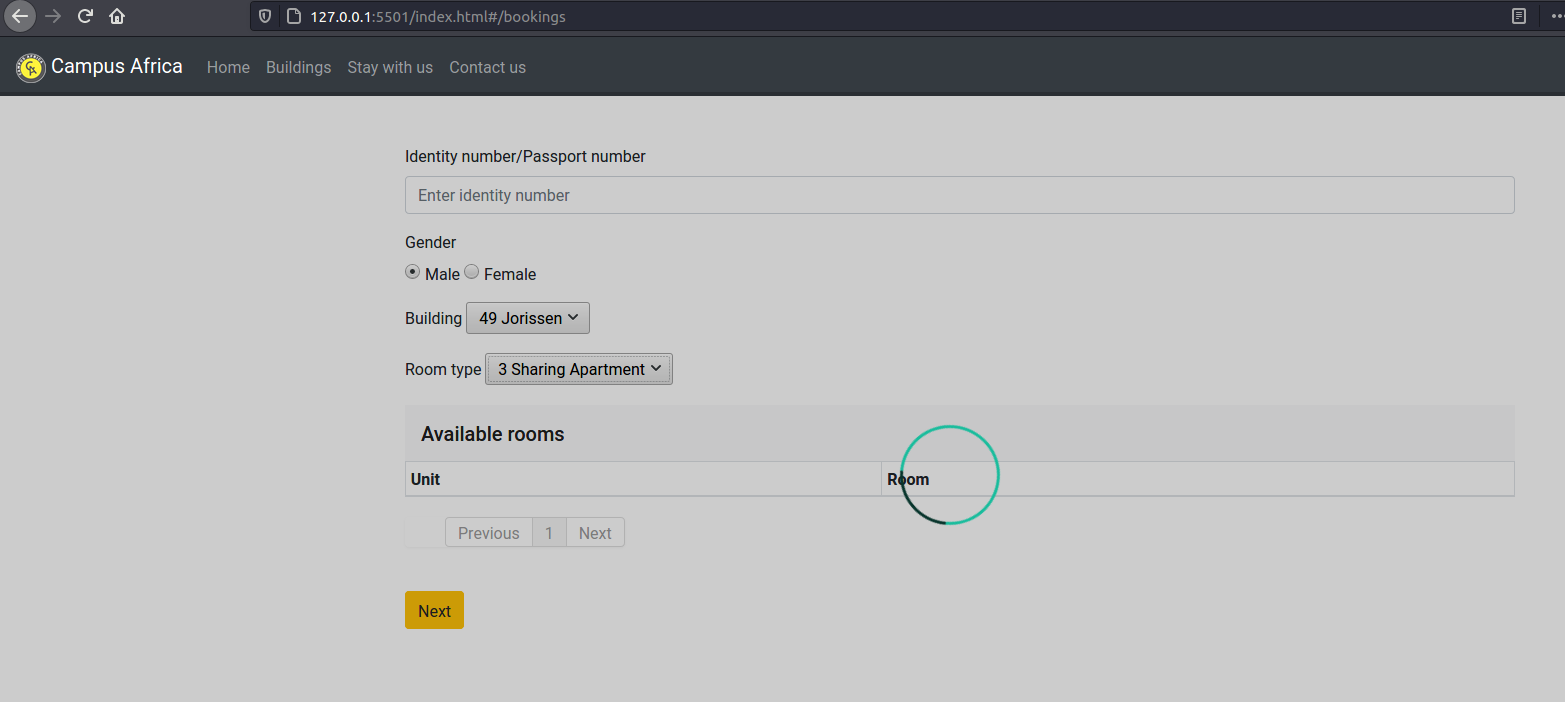 127.0.0.1:5501/index.html#/bookings
Campus Africa Home Buildings Stay with us Contact us
Identity number/Passport number
Enter identity number
Gender
Male Female
Building 49 Jorissen
Room type 3 Sharing Apartment
Available rooms
Unit Room
Previous 1 Next
Next